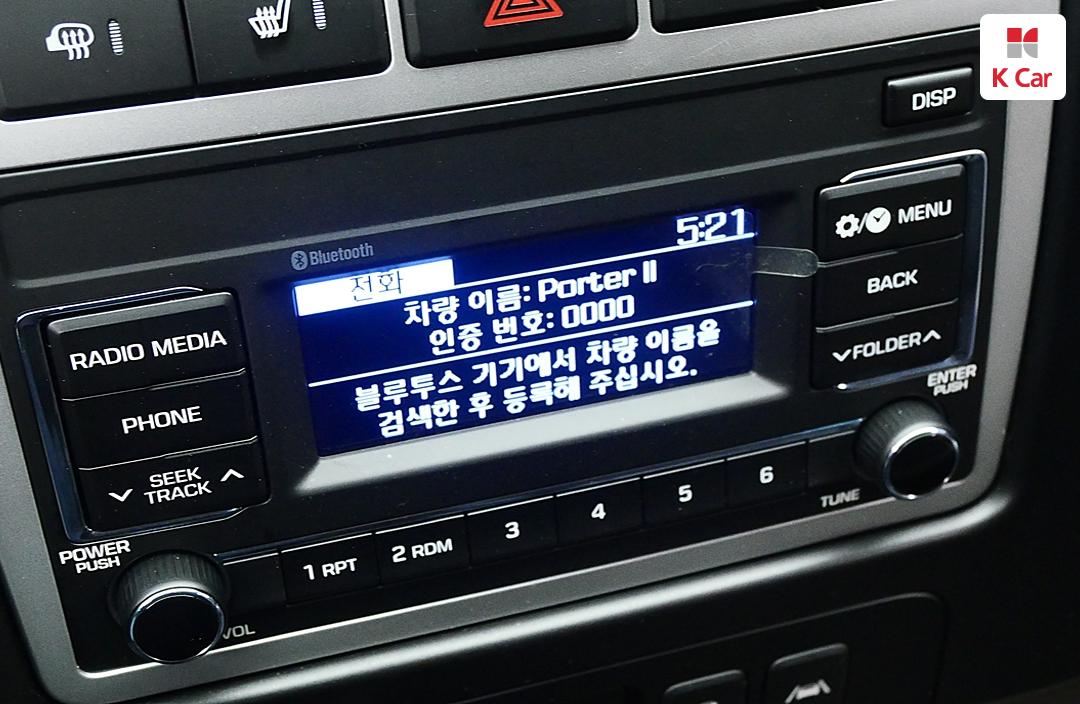 K Car
DISP
MENU
BACK
FOLDER
ENTER
PUSH
TUNE
Bluetooth
5:21
전화
차량 이름: Porter II
인증 번호: 0000
블루투스 기기에서 차량 이름을
검색한 후 등록해 주십시오.
RADIO MEDIA
PHONE
SEEK
TRACK
POWER
PUSH
VOL
1 RPT
2 RDM
3
4
5
6